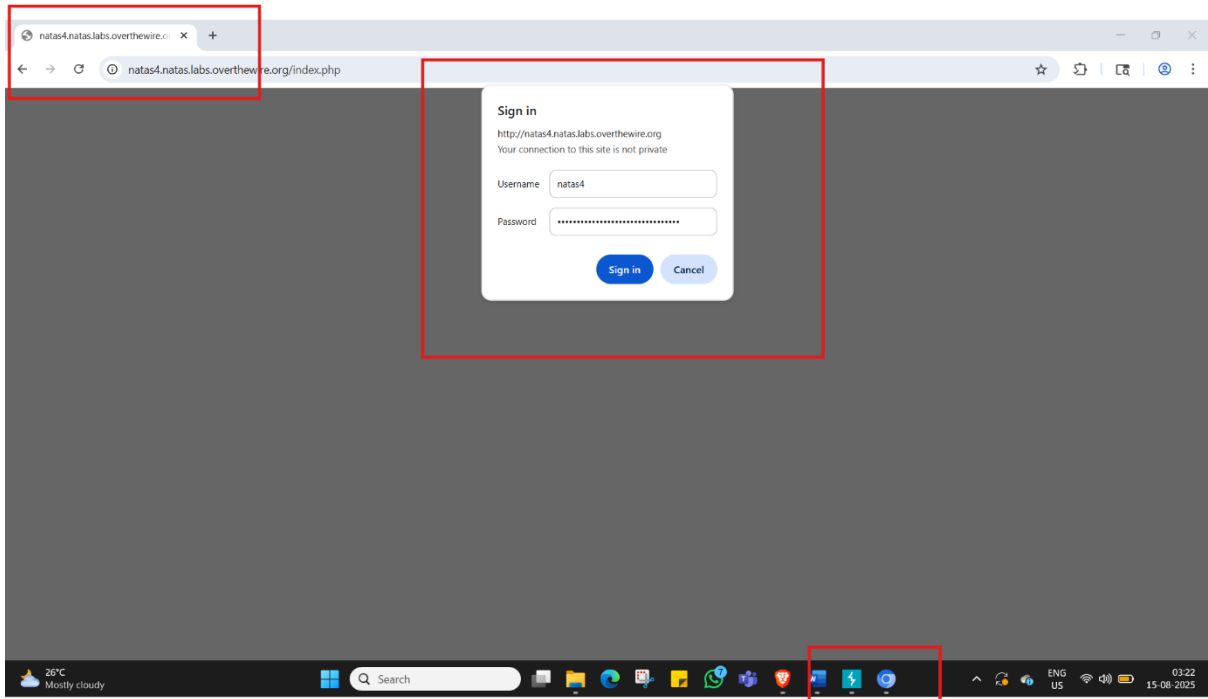 natas4.natas.labs.overthewire.o
natas4.natas.labs.overthewire.org/index.php
Sign in
http://natas4.natas.labs.overthewire.org
Your connection to this site is not private
Username natas4
Password ••••••••••••••••••••••••••••••••
Sign in Cancel
26°C
Mostly cloudy
Search
7
ENG
US
03:22
15-08-2025